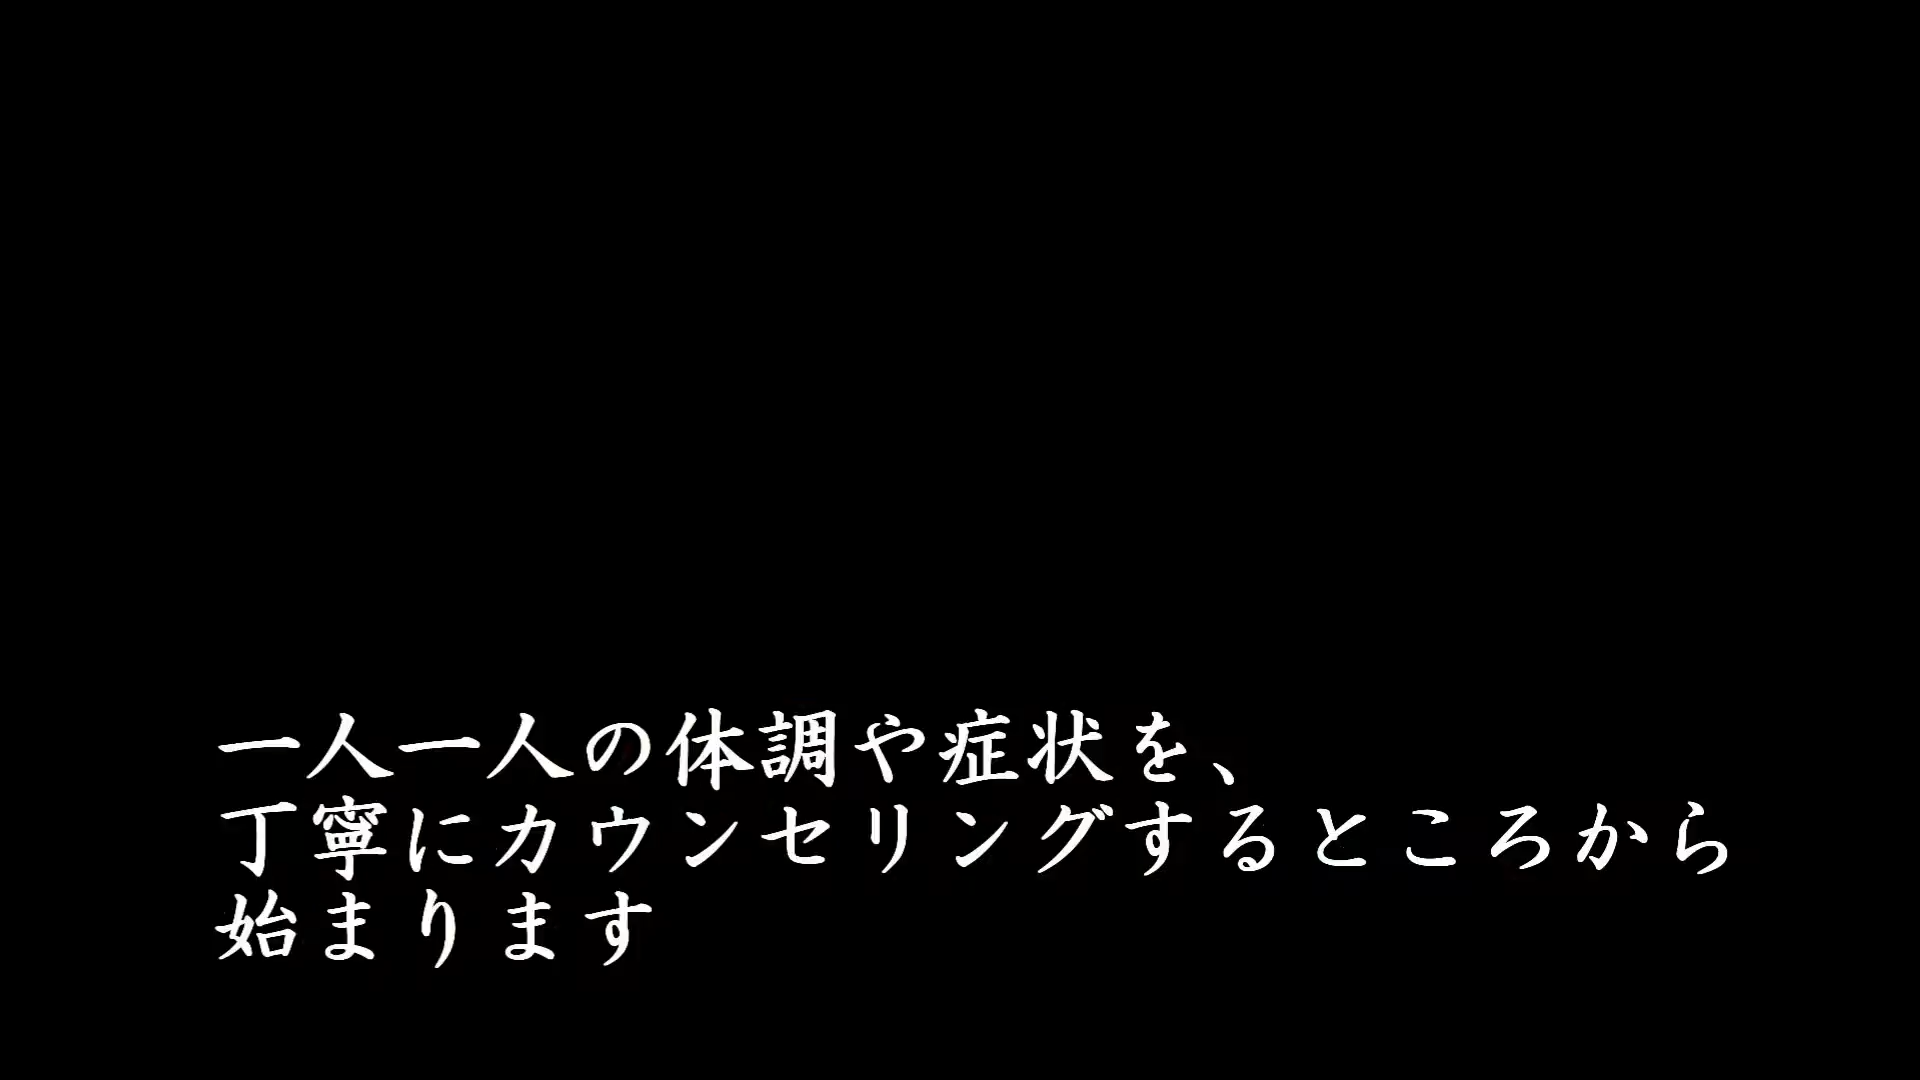 一人一人の体調や症状を、
丁寧にカウンセリングするところから
始まります